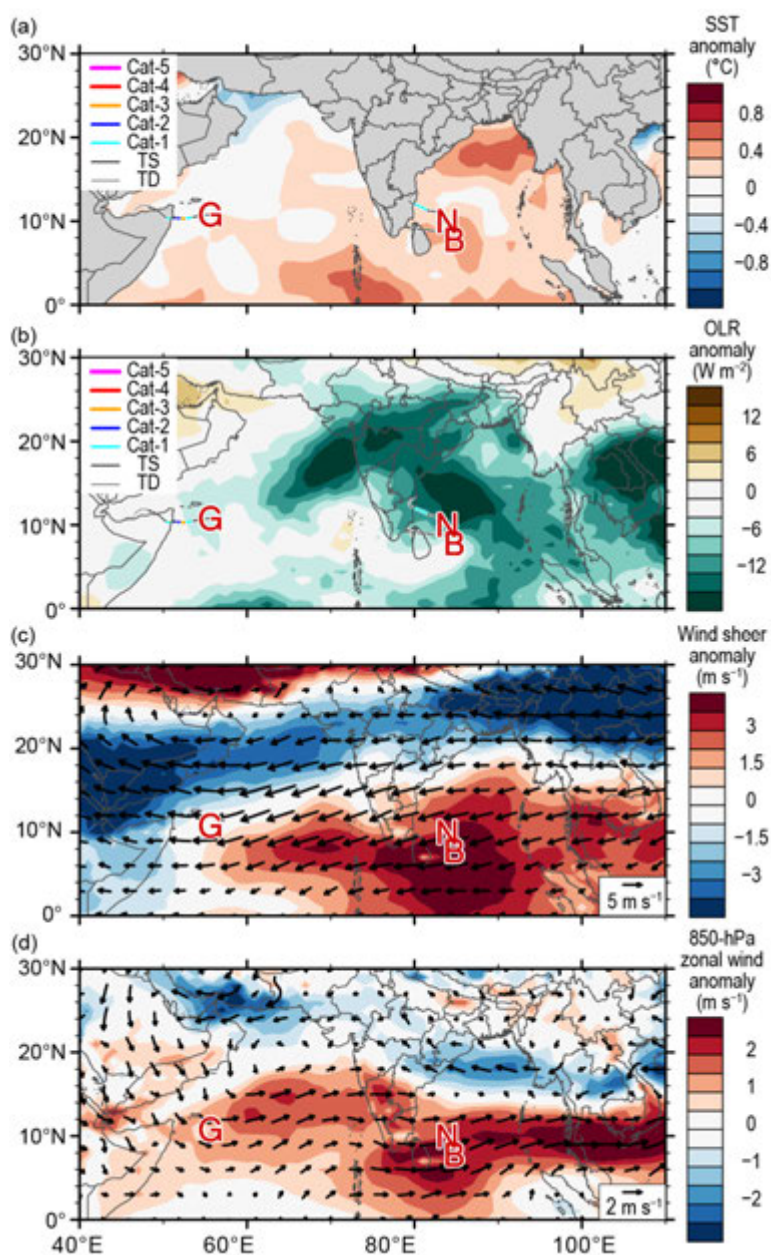 (a)
SST
anomaly
(°C)
30°N
20°N
10°N
0°
Cat-5
Cat-4
Cat-3
Cat-2
Cat-1
TS
TD
G
N
B
0.8
0.4
0
−0.4
−0.8
(b)
OLR
anomaly
(W m−2)
30°N
20°N
10°N
0°
Cat-5
Cat-4
Cat-3
Cat-2
Cat-1
TS
TD
G
N
B
12
6
0
−6
−12
(c)
Wind sheer
anomaly
(m s−1)
30°N
20°N
10°N
0°
G
N
B
5 m s−1
3
1.5
0
−1.5
−3
(d)
850-hPa
zonal wind
anomaly
(m s−1)
30°N
20°N
10°N
0°
G
N
B
2 m s−1
2
1
0
−1
−2
40°E
60°E
80°E
100°E